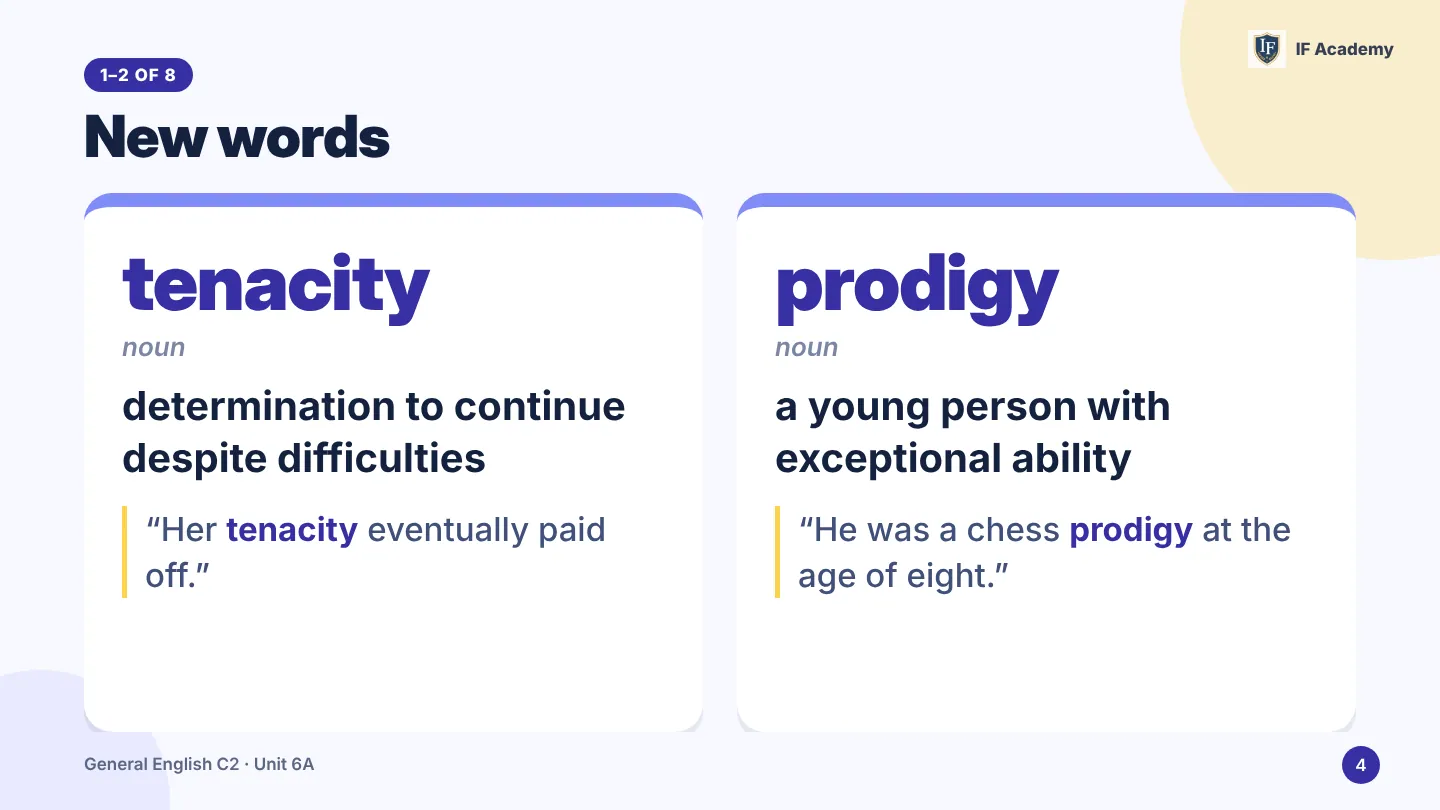 IF
IF Academy
1–2 OF 8
New words
tenacity
noun
determination to continue
despite difficulties
“Her tenacity eventually paid
off.”
prodigy
noun
a young person with
exceptional ability
“He was a chess prodigy at the
age of eight.”
General English C2 · Unit 6A
4